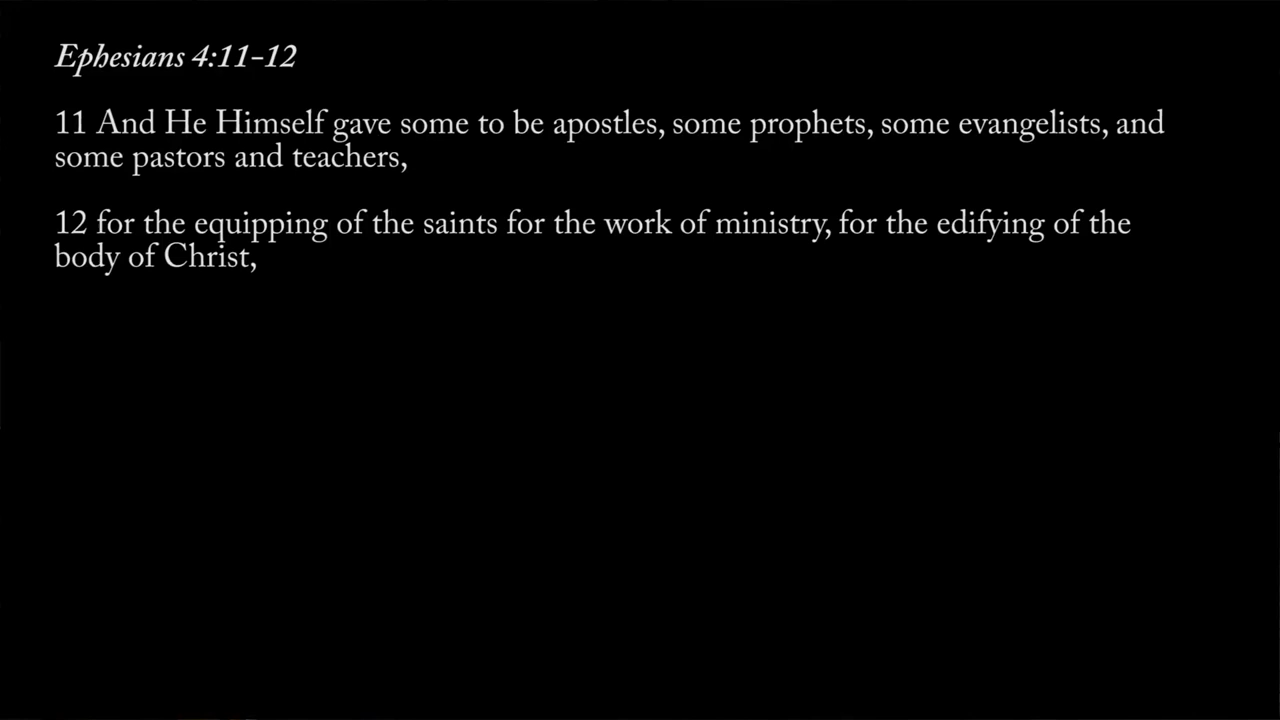 Ephesians 4:11-12
11 And He Himself gave some to be apostles, some prophets, some evangelists, and
some pastors and teachers,
12 for the equipping of the saints for the work of ministry, for the edifying of the
body of Christ,